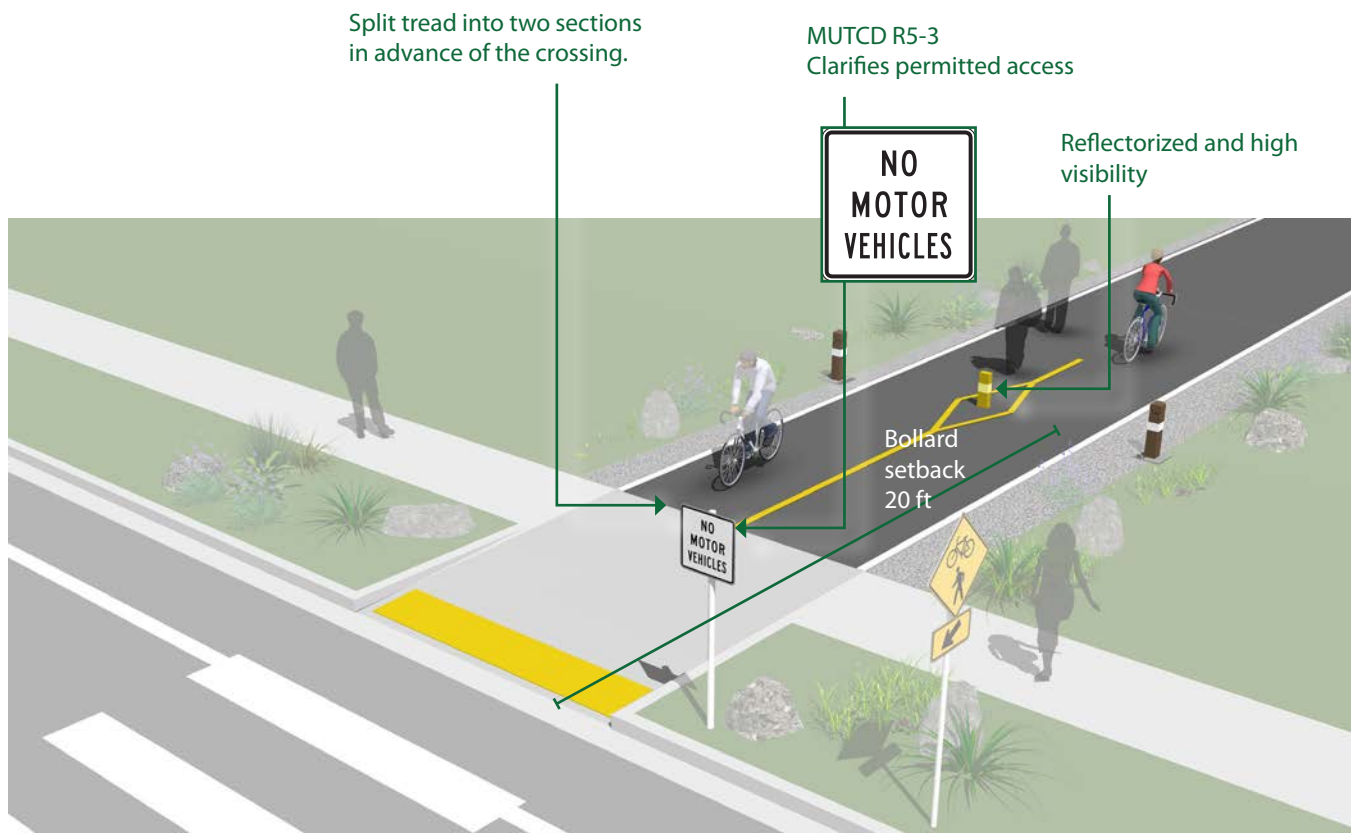 Split tread into two sections
in advance of the crossing.
MUTCD R5-3
Clarifies permitted access
Reflectorized and high
visibility
NO
MOTOR
VEHICLES
Bollard
setback
20 ft
NO
MOTOR
VEHICLES